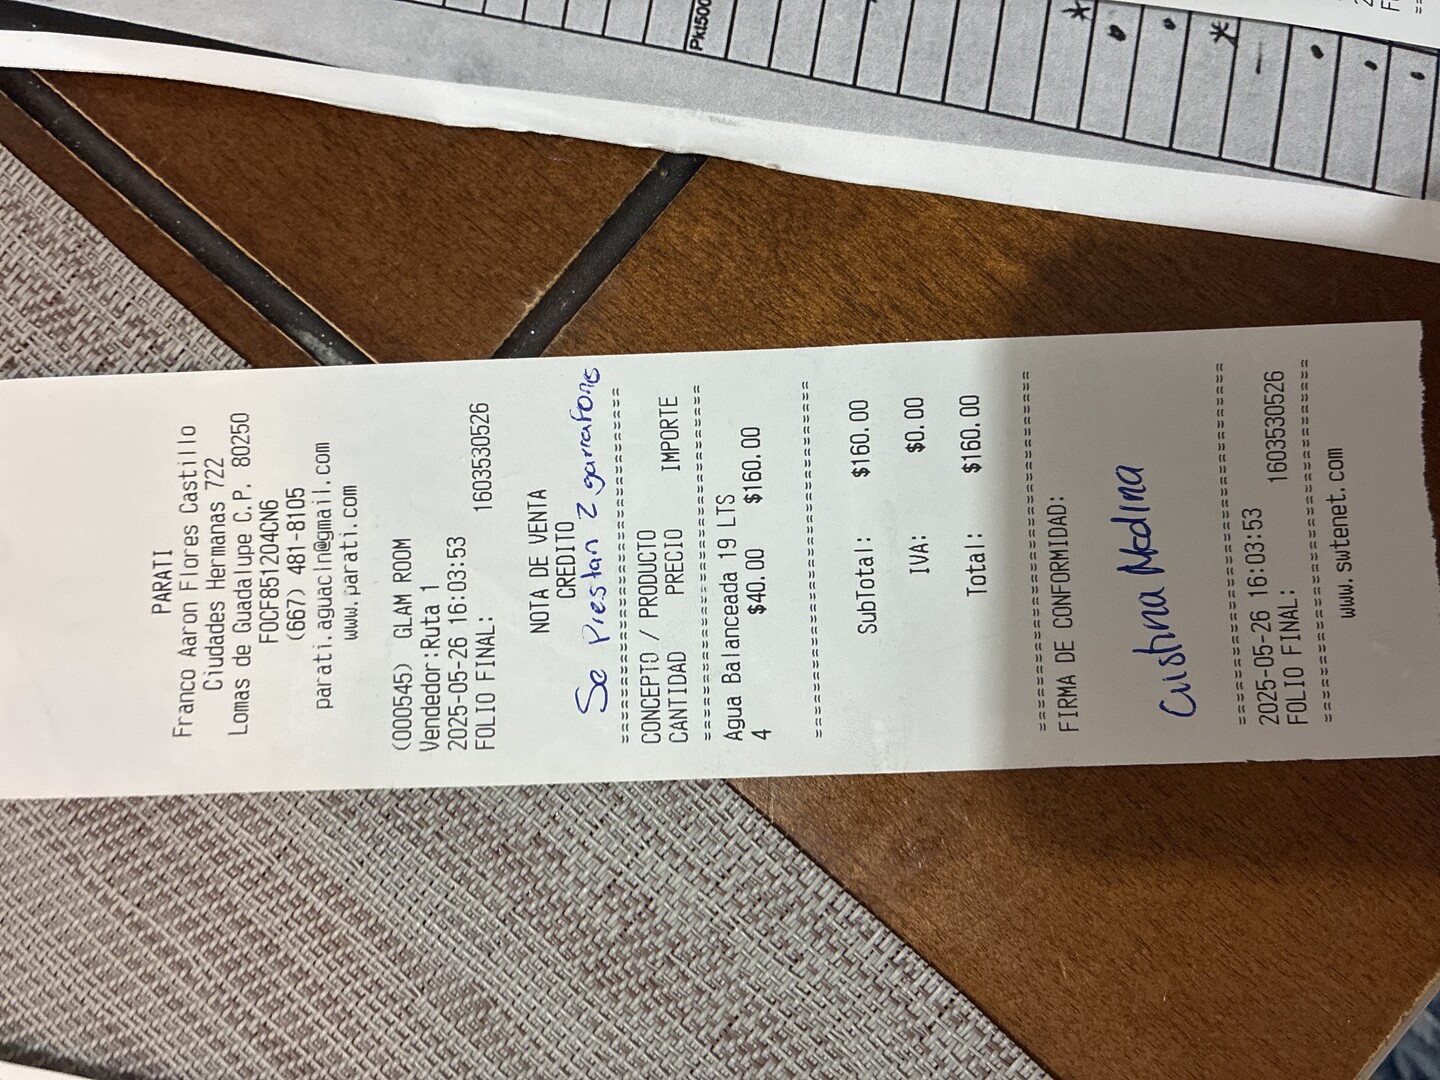 PARATI
Franco Aaron Flores Castillo
Ciudades Hermanas 722
Lomas de Guadalupe C.P. 80250
FOCF851204CN6
(667) 481-8105
parati.aguacln@gmail.com
www.parati.com
(000545) GLAM ROOM
Vendedor:Ruta 1
2025-05-26 16:03:53
FOLIO FINAL: 1603530526
NOTA DE VENTA
CREDITO
Se Prestan 2 garrafones
==============================
CONCEPTO / PRODUCTO
CANTIDAD PRECIO IMPORTE
==============================
Agua Balanceada 19 LTS
4 $40.00 $160.00
==============================
SubTotal: $160.00
IVA: $0.00
Total: $160.00
==============================
FIRMA DE CONFORMIDAD:
Cristina Medina
==============================
2025-05-26 16:03:53
FOLIO FINAL: 1603530526
==============================
www.swtenet.com